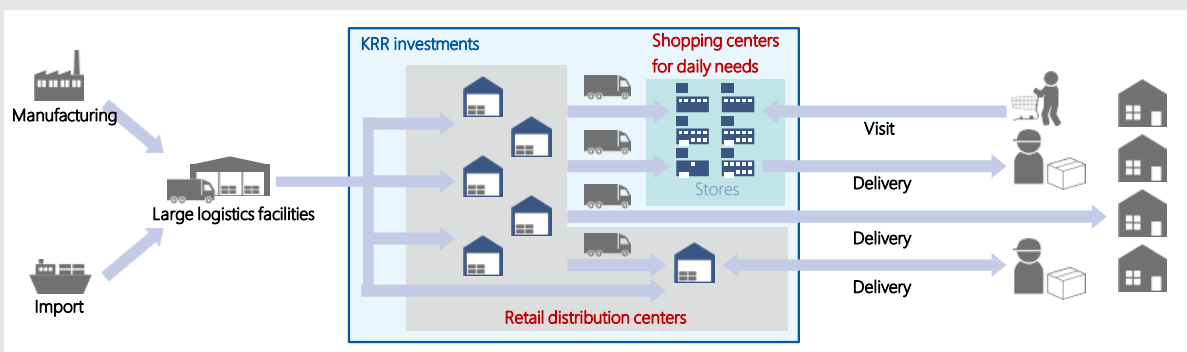 KRR investments
Shopping centers
for daily needs
Manufacturing
Visit
Stores
Delivery
Large logistics facilities
Delivery
Delivery
Import
Retail distribution centers